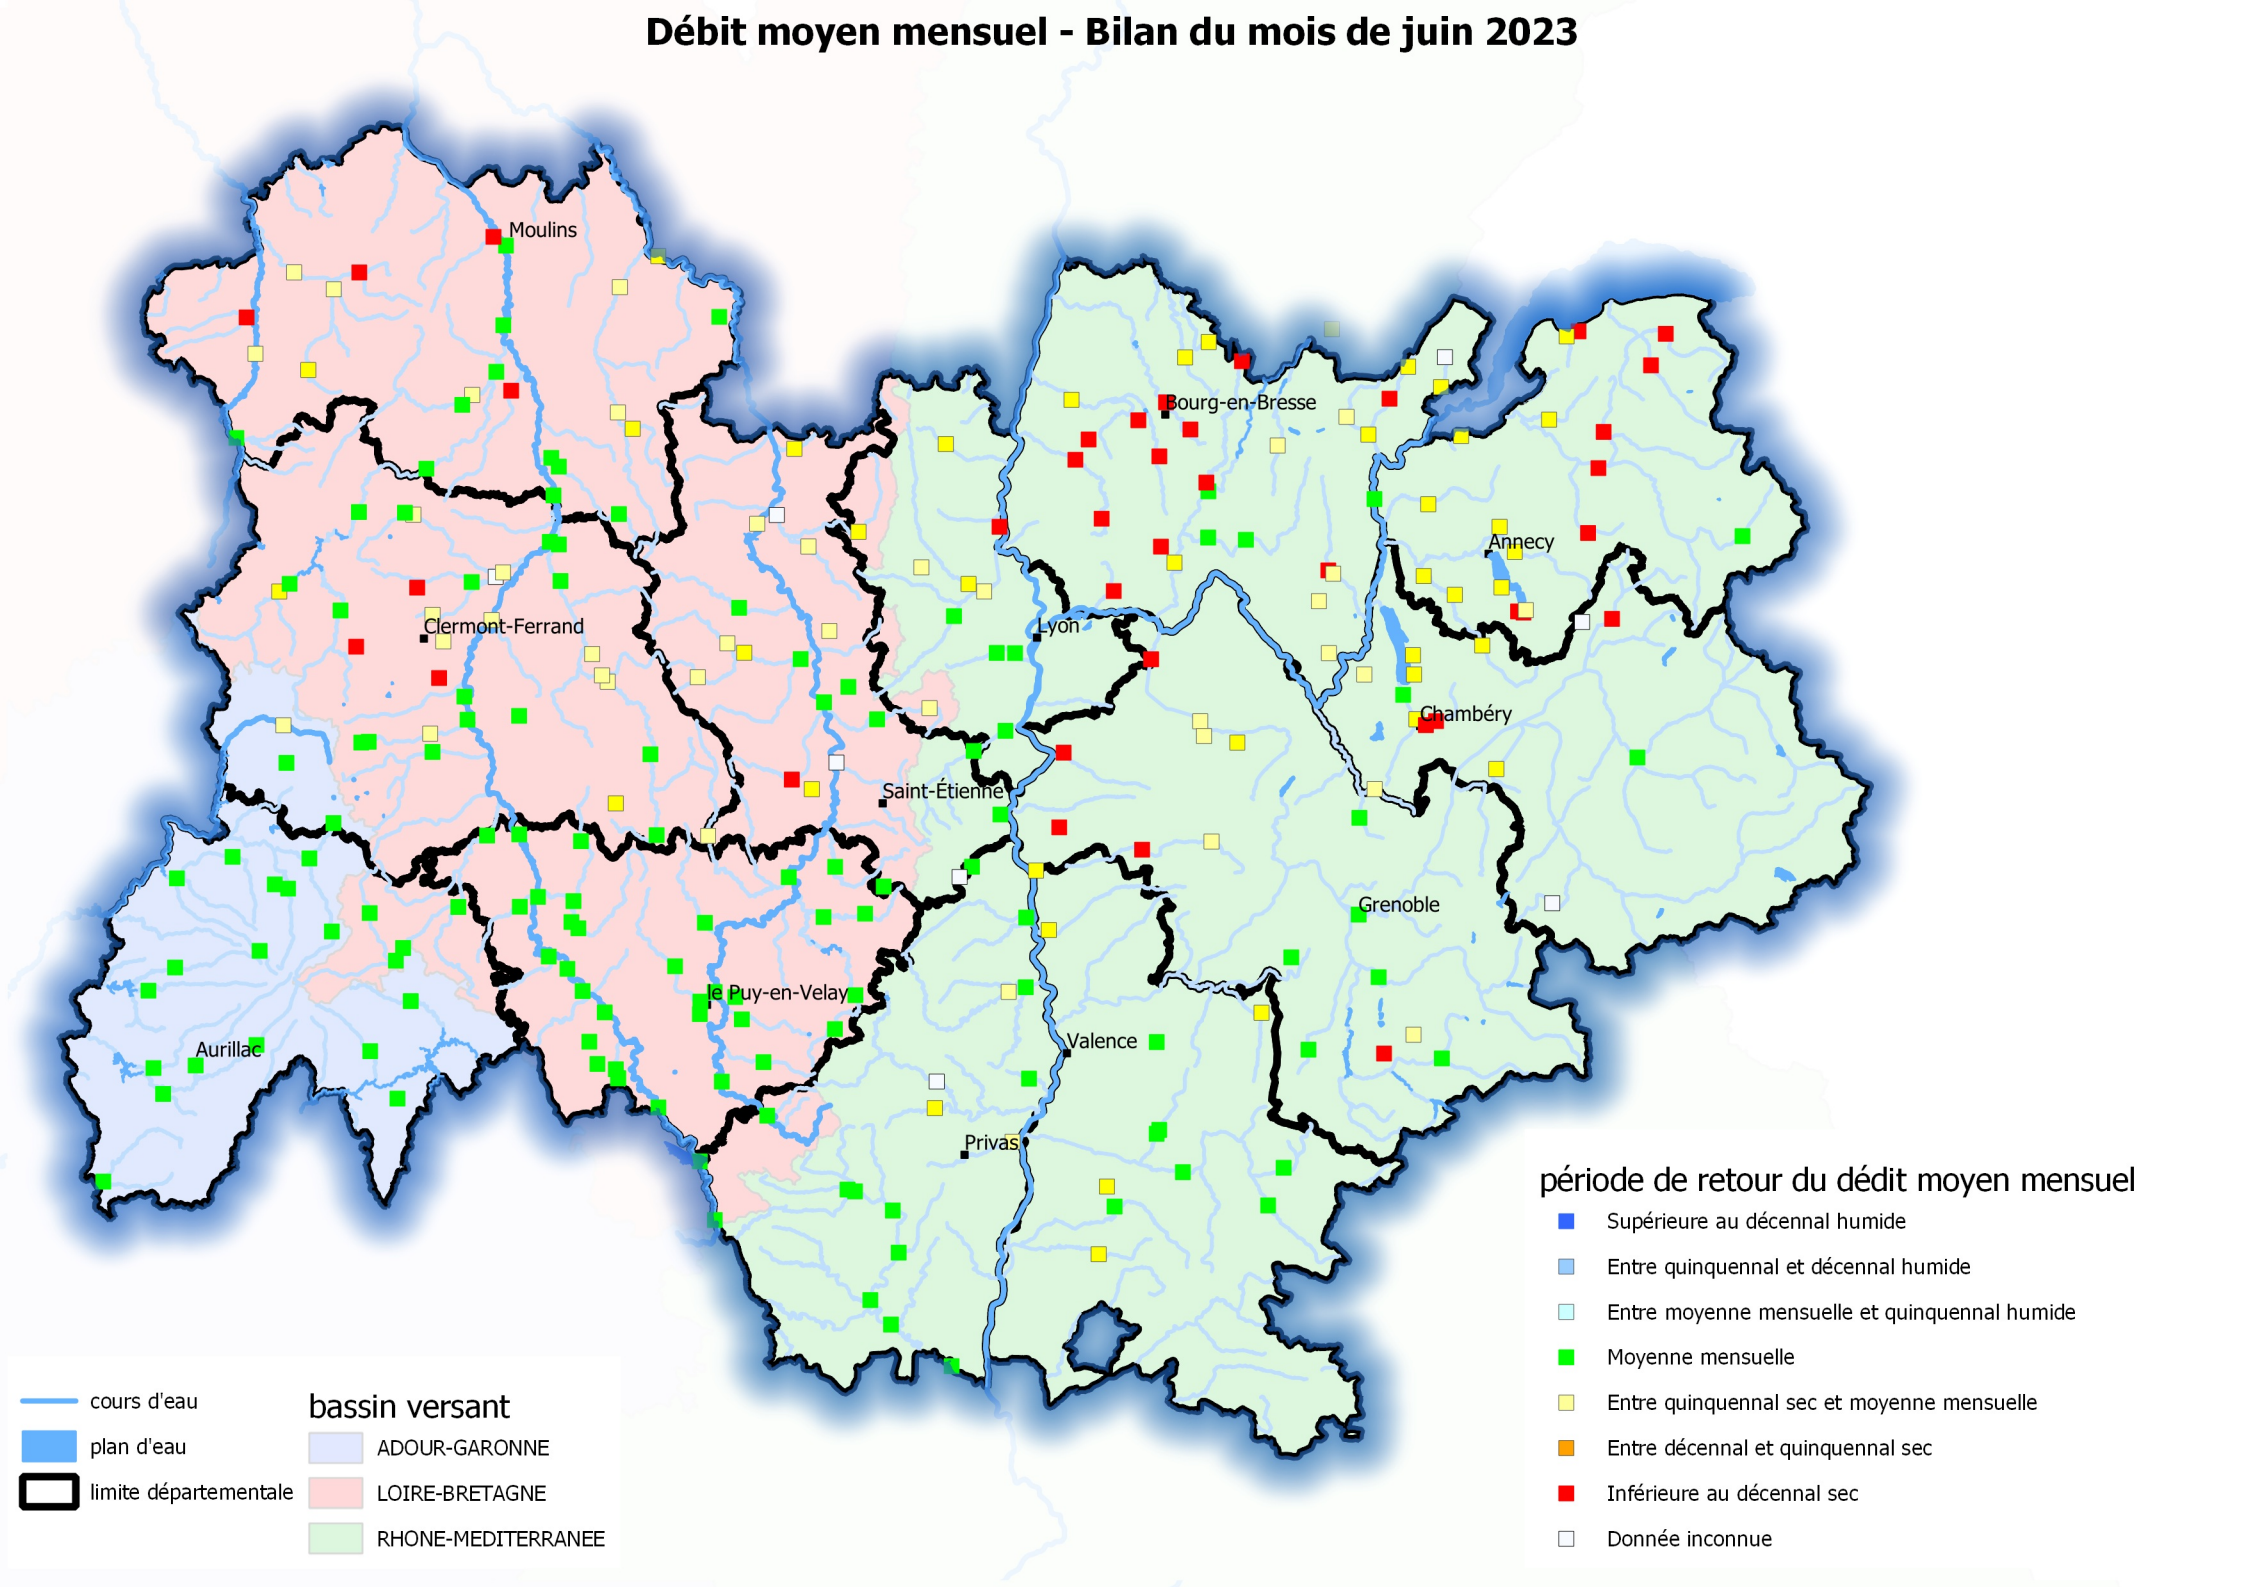 Débit moyen mensuel - Bilan du mois de juin 2023
Moulins
Bourg-en-Bresse
Annecy
Clermont-Ferrand
Lyon
Chambéry
Saint-Étienne
Grenoble
le Puy-en-Velay
Valence
Aurillac
Privas
période de retour du dédit moyen mensuel
Supérieure au décennal humide
Entre quinquennal et décennal humide
Entre moyenne mensuelle et quinquennal humide
Moyenne mensuelle
Entre quinquennal sec et moyenne mensuelle
Entre décennal et quinquennal sec
Inférieure au décennal sec
Donnée inconnue
cours d'eau
plan d'eau
limite départementale
bassin versant
ADOUR-GARONNE
LOIRE-BRETAGNE
RHONE-MEDITERRANEE